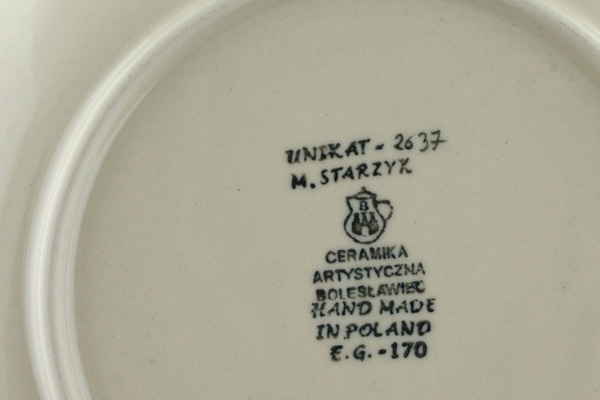 UNIKAT - 2637
M. STARZYK
B
CERAMIKA
ARTYSTYCZNA
BOLESŁAWIEC
HAND MADE
IN POLAND
E.G. -170